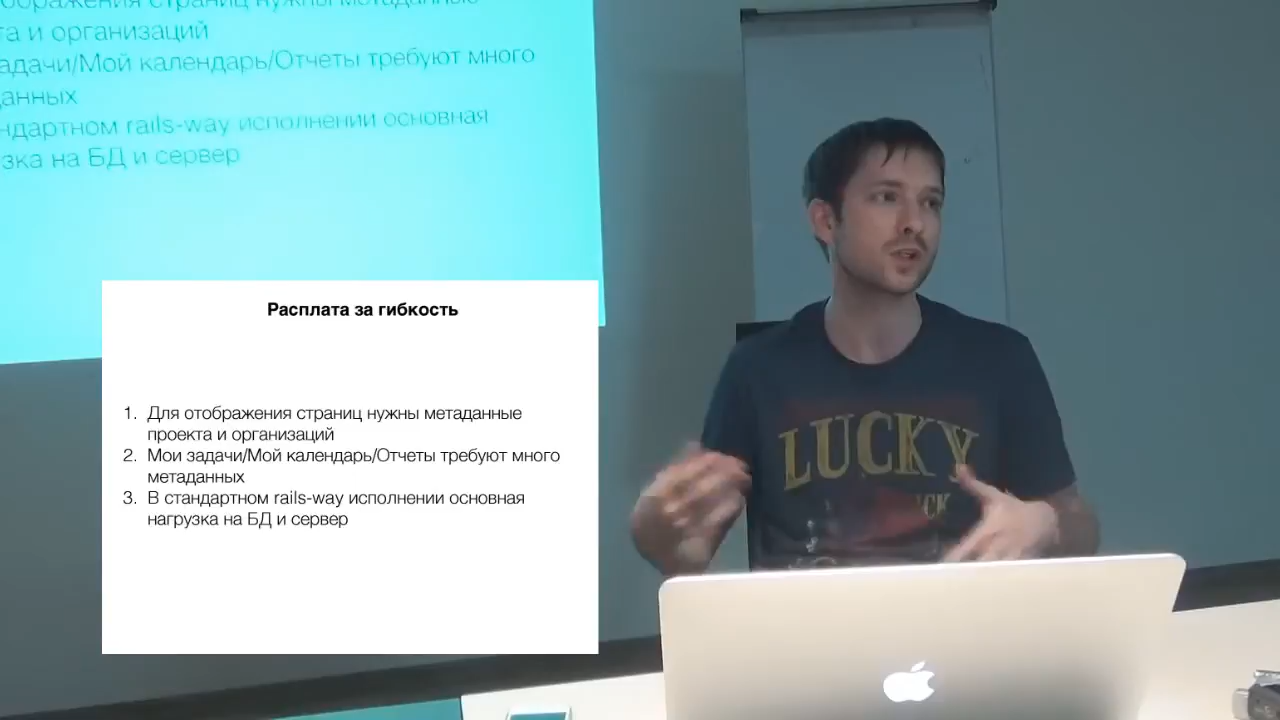 отображения страниц нужны метаданные
та и организаций
адачи/Мой календарь/Отчеты требуют много
данных
ндартном rails-way исполнении основная
узка на БД и сервер
Расплата за гибкость
1. Для отображения страниц нужны метаданные
проекта и организаций
2. Мои задачи/Мой календарь/Отчеты требуют много
метаданных
3. В стандартном rails-way исполнении основная
нагрузка на БД и сервер
LUCKY